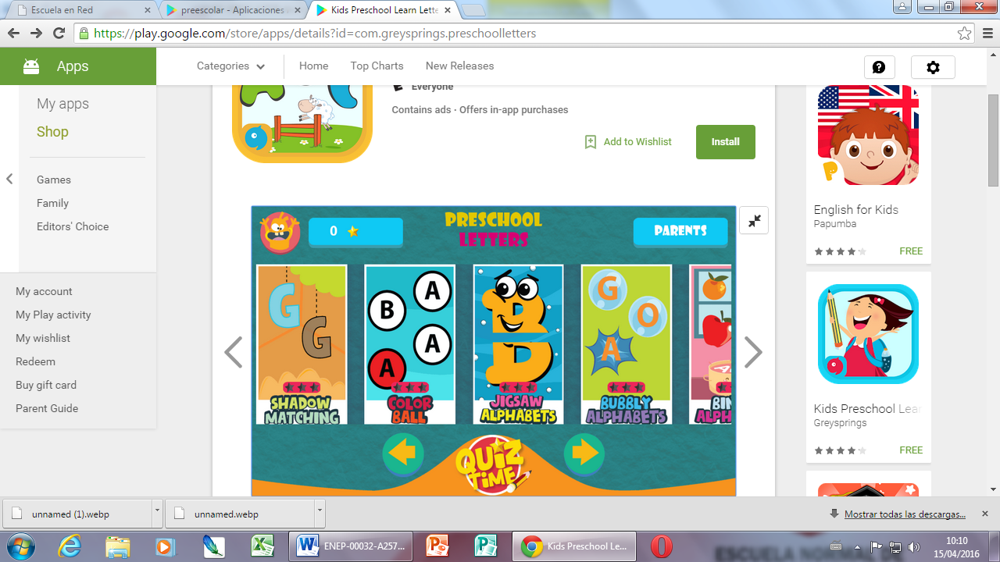 Escuela en Red
preescolar - Aplicaciones
Kids Preschool Learn Lette
https://play.google.com/store/apps/details?id=com.greysprings.preschoolletters
Apps
Categories
Home
Top Charts
New Releases
My apps
Shop
Games
Family
Editors' Choice
My account
My Play activity
My wishlist
Redeem
Buy gift card
Parent Guide
Everyone
Contains ads · Offers in-app purchases
Add to Wishlist
Install
0
PRESCHOOL
LETTERS
PARENTS
G
G
SHADOW
MATCHING
A
B
A
A
COLOR
BALL
B
JIGSAW
ALPHABETS
G
O
A
BUBBLY
ALPHABETS
QUIZ
TIME
P
English for Kids
Papumba
FREE
Kids Preschool Lear
Greysprings
FREE
unnamed (1).webp
unnamed.webp
Mostrar todas las descargas...
ENEP-00032-A257...
Kids Preschool Le...
10:10
15/04/2016